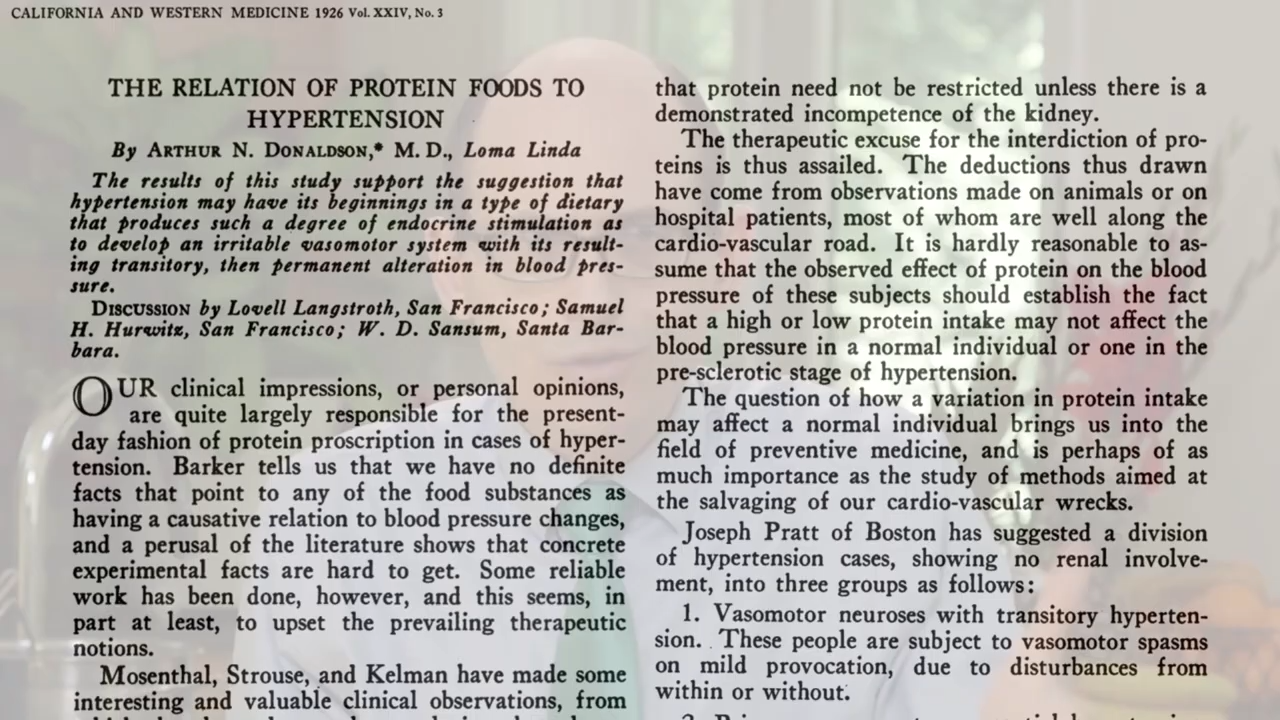 CALIFORNIA AND WESTERN MEDICINE 1926 Vol. XXIV, No. 3
THE RELATION OF PROTEIN FOODS TO
HYPERTENSION
By ARTHUR N. DONALDSON,* M. D., Loma Linda
The results of this study support the suggestion that
hypertension may have its beginnings in a type of dietary
that produces such a degree of endocrine stimulation as
to develop an irritable vasomotor system with its result-
ing transitory, then permanent alteration in blood pres-
sure.
DISCUSSION by Lovell Langstroth, San Francisco; Samuel
H. Hurwitz, San Francisco; W. D. Sansum, Santa Bar-
bara.
OUR clinical impressions, or personal opinions,
are quite largely responsible for the present-
day fashion of protein proscription in cases of hyper-
tension. Barker tells us that we have no definite
facts that point to any of the food substances as
having a causative relation to blood pressure changes,
and a perusal of the literature shows that concrete
experimental facts are hard to get. Some reliable
work has been done, however, and this seems, in
part at least, to upset the prevailing therapeutic
notions.
Mosenthal, Strouse, and Kelman have made some
interesting and valuable clinical observations, from
that protein need not be restricted unless there is a
demonstrated incompetence of the kidney.
The therapeutic excuse for the interdiction of pro-
teins is thus assailed. The deductions thus drawn
have come from observations made on animals or on
hospital patients, most of whom are well along the
cardio-vascular road. It is hardly reasonable to as-
sume that the observed effect of protein on the blood
pressure of these subjects should establish the fact
that a high or low protein intake may not affect the
blood pressure in a normal individual or one in the
pre-sclerotic stage of hypertension.
The question of how a variation in protein intake
may affect a normal individual brings us into the
field of preventive medicine, and is perhaps of as
much importance as the study of methods aimed at
the salvaging of our cardio-vascular wrecks.
Joseph Pratt of Boston has suggested a division
of hypertension cases, showing no renal involve-
ment, into three groups as follows:
1. Vasomotor neuroses with transitory hyperten-
sion. These people are subject to vasomotor spasms
on mild provocation, due to disturbances from
within or without.